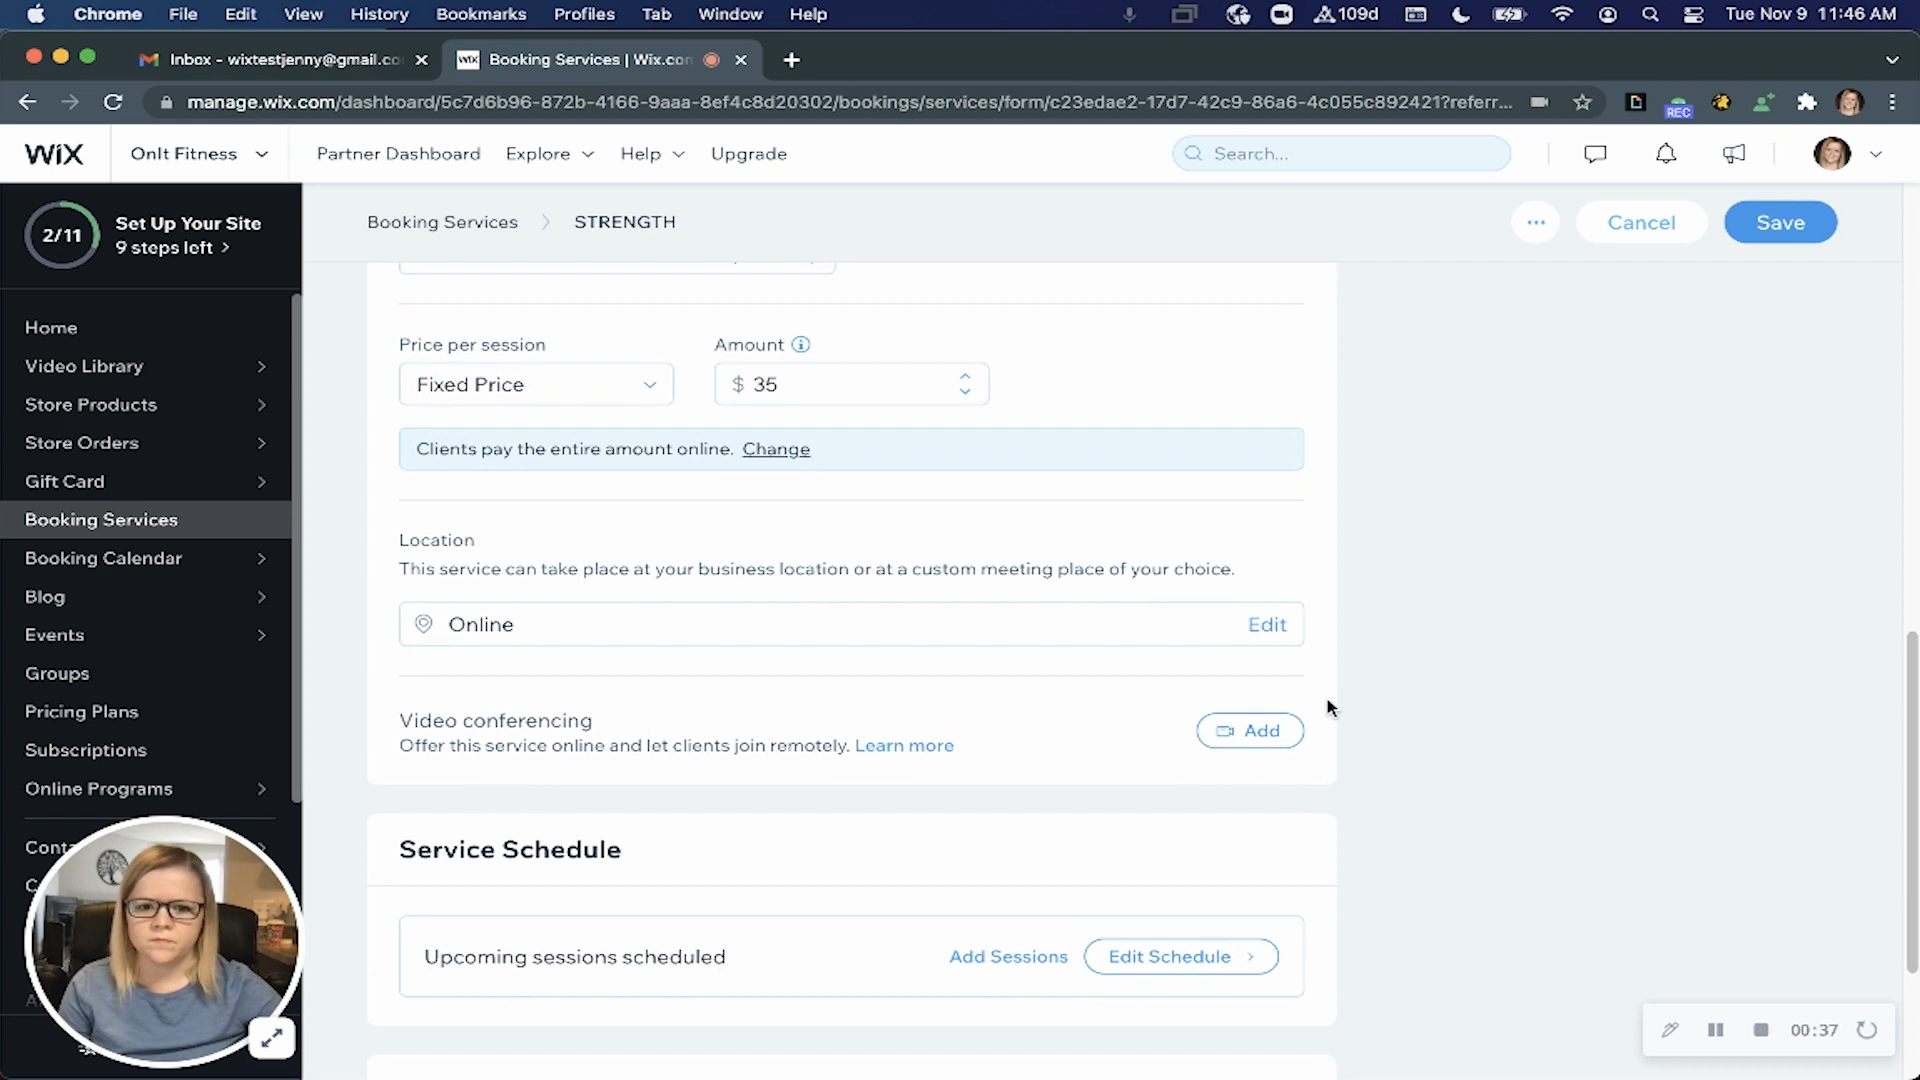 Chrome File Edit View History Bookmarks Profiles Tab Window Help 109d Tue Nov 9 11:46 AM
Inbox - wixtestjenny@gmail.co WIX Booking Services | Wix.con
manage.wix.com/dashboard/5c7d6b96-872b-4166-9aaa-8ef4c8d20302/bookings/services/form/c23edae2-17d7-42c9-86a6-4c055c892421?referr... REC
WiX OnIt Fitness Partner Dashboard Explore Help Upgrade Search...
2/11 Set Up Your Site
9 steps left >
Booking Services > STRENGTH ... Cancel Save
Home
Video Library
Store Products
Store Orders
Gift Card
Booking Services
Booking Calendar
Blog
Events
Groups
Pricing Plans
Subscriptions
Online Programs
Conta
Price per session Amount
Fixed Price $ 35
Clients pay the entire amount online. Change
Location
This service can take place at your business location or at a custom meeting place of your choice.
Online Edit
Video conferencing
Offer this service online and let clients join remotely. Learn more
Add
Service Schedule
Upcoming sessions scheduled Add Sessions Edit Schedule >
00:37